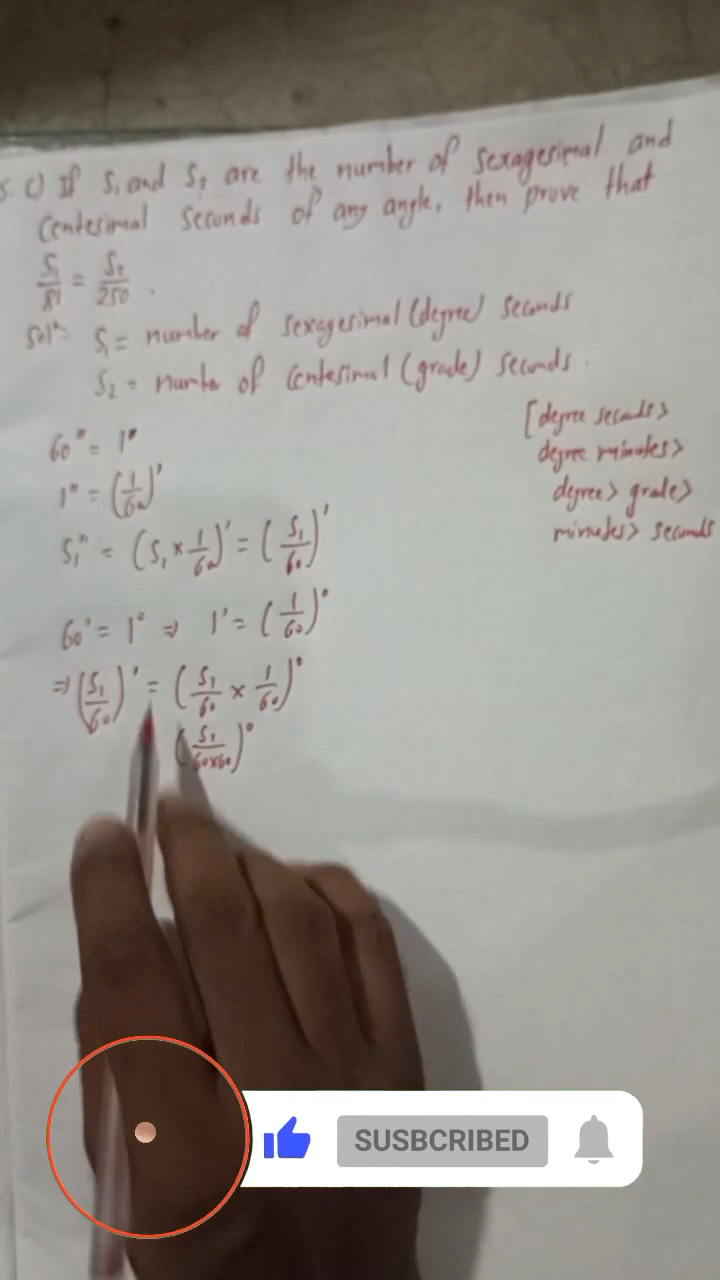 5. c) If S₁ and S₂ are the number of sexagesimal and
centesimal seconds of any angle, then prove that
S₁/81 = S₂/250 .
Solⁿ: S₁ = number of sexagesimal (degree) seconds
S₂ = number of centesimal (grade) seconds.
60" = 1'
1" = (1/60)'
S₁" = (S₁ × 1/60)' = (S₁/60)'
60' = 1° ⇒ 1' = (1/60)°
⇒ (S₁/60)' = (S₁/60 × 1/60)°
(S₁/60×60)°
[degree seconds>
degree minutes>
degree> grade>
minutes> seconds
SUSBCRIBED